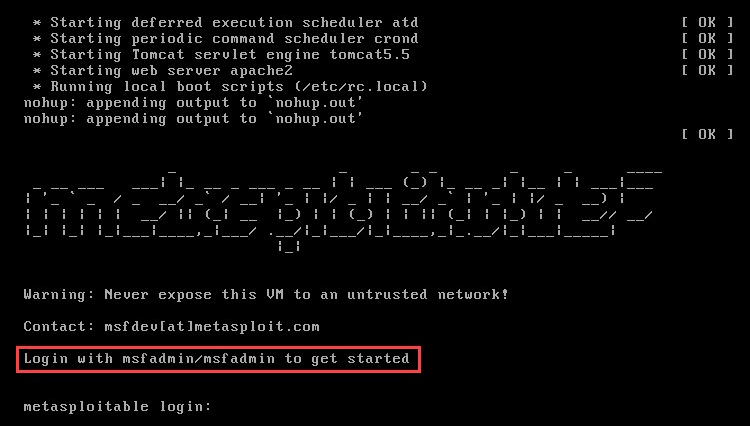 * Starting deferred execution scheduler atd [ OK ]
* Starting periodic command scheduler crond [ OK ]
* Starting Tomcat servlet engine tomcat5.5 [ OK ]
* Starting web server apache2 [ OK ]
* Running local boot scripts (/etc/rc.local)
nohup: appending output to `nohup.out'
nohup: appending output to `nohup.out'
[ OK ]
metasploitable2
Warning: Never expose this VM to an untrusted network!
Contact: msfdev[at]metasploit.com
Login with msfadmin/msfadmin to get started
metasploitable login: